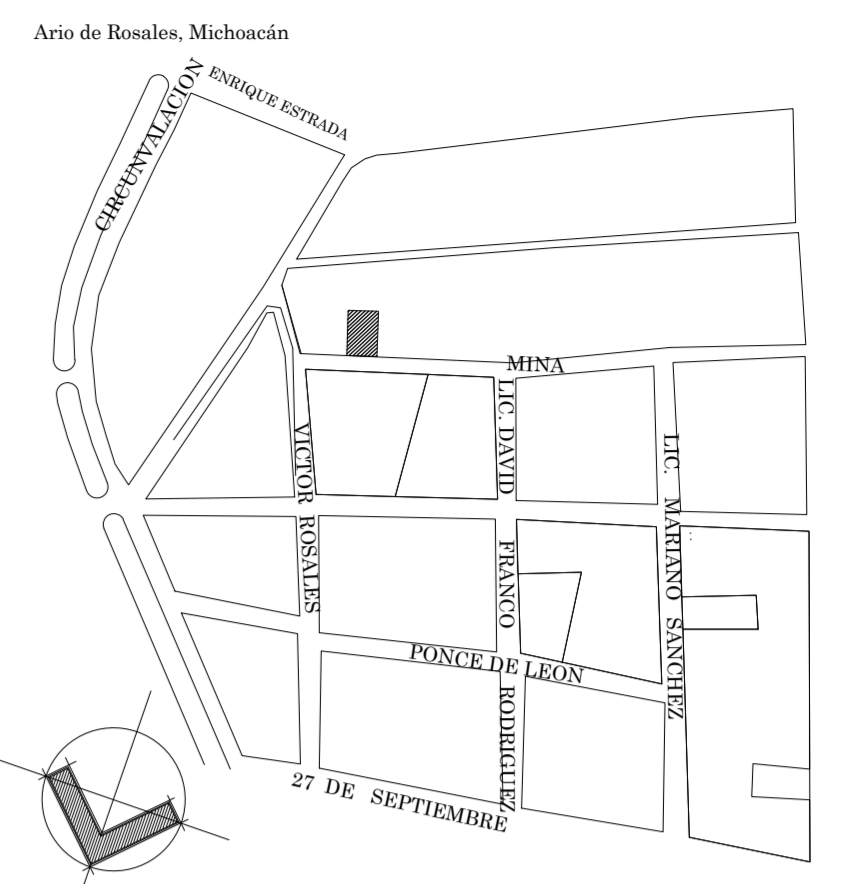 Ario de Rosales, Michoacán
CIRCUNVALACION
ENRIQUE ESTRADA
MINA
LIC. DAVID FRANCO RODRIGUEZ
VICTOR ROSALES
LIC. MARIANO SANCHEZ
PONCE DE LEON
27 DE SEPTIEMBRE